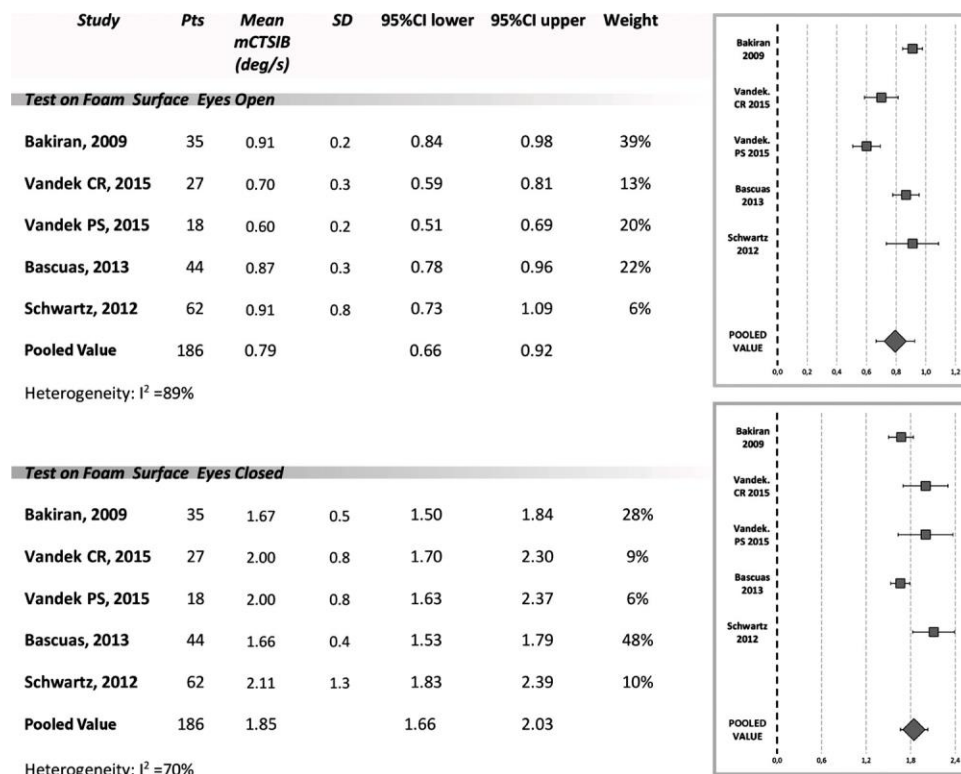 Study Pts Mean mCTSIB (deg/s) SD 95%CI lower 95%CI upper Weight
Test on Foam Surface Eyes Open
Bakiran, 2009 35 0.91 0.2 0.84 0.98 39%
Vandek CR, 2015 27 0.70 0.3 0.59 0.81 13%
Vandek PS, 2015 18 0.60 0.2 0.51 0.69 20%
Bascuas, 2013 44 0.87 0.3 0.78 0.96 22%
Schwartz, 2012 62 0.91 0.8 0.73 1.09 6%
Pooled Value 186 0.79 0.66 0.92
Heterogeneity: I² =89%
Bakiran
2009
Vandek.
CR 2015
Vandek.
PS 2015
Bascuas
2013
Schwartz
2012
POOLED
VALUE
0,0 0,2 0,4 0,6 0,8 1,0 1,2
Test on Foam Surface Eyes Closed
Bakiran, 2009 35 1.67 0.5 1.50 1.84 28%
Vandek CR, 2015 27 2.00 0.8 1.70 2.30 9%
Vandek PS, 2015 18 2.00 0.8 1.63 2.37 6%
Bascuas, 2013 44 1.66 0.4 1.53 1.79 48%
Schwartz, 2012 62 2.11 1.3 1.83 2.39 10%
Pooled Value 186 1.85 1.66 2.03
Heterogeneity: I² =70%
Bakiran
2009
Vandek.
CR 2015
Vandek.
PS 2015
Bascuas
2013
Schwartz
2012
POOLED
VALUE
0,0 0,6 1,2 1,8 2,4